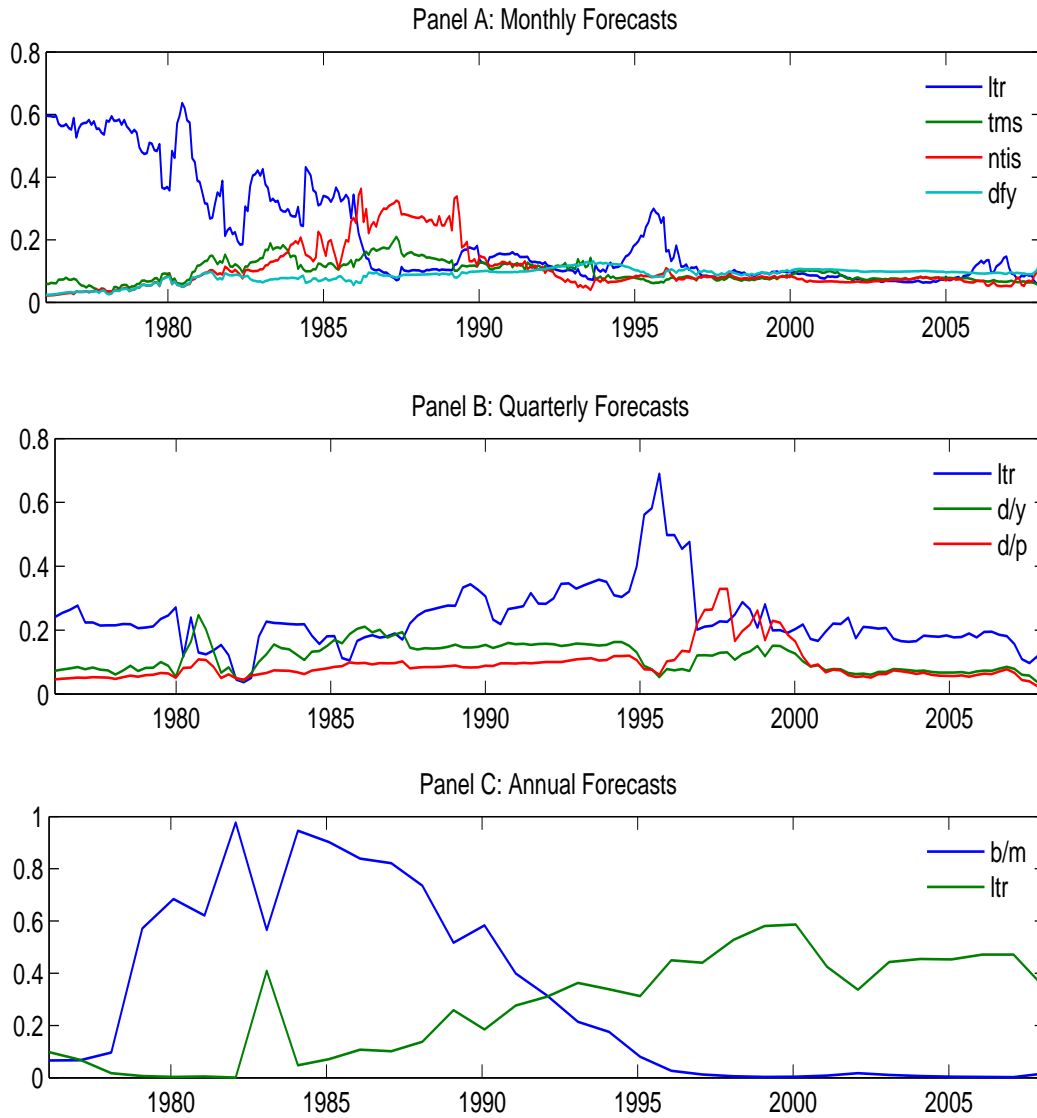 Panel A: Monthly Forecasts
0.8
0.6
0.4
0.2
0
ltr
tms
ntis
dfy
1980 1985 1990 1995 2000 2005
Panel B: Quarterly Forecasts
0.8
0.6
0.4
0.2
0
ltr
d/y
d/p
1980 1985 1990 1995 2000 2005
Panel C: Annual Forecasts
1
0.8
0.6
0.4
0.2
0
b/m
ltr
1980 1985 1990 1995 2000 2005